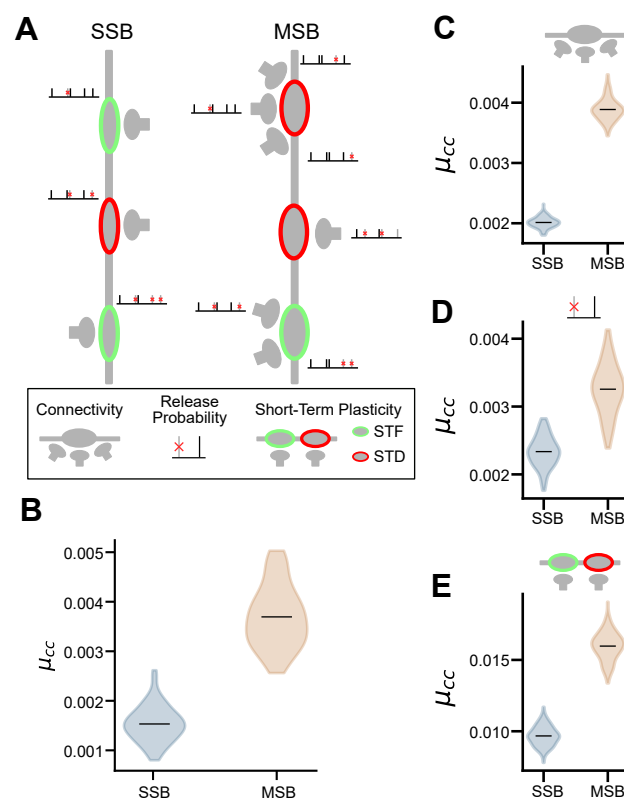 A
SSB
MSB
Connectivity
Release
Probability
Short-Term Plasticity
STF
STD
B
μcc
0.005
0.004
0.003
0.002
0.001
SSB
MSB
C
μcc
0.004
0.003
0.002
SSB
MSB
D
μcc
0.004
0.003
0.002
SSB
MSB
E
μcc
0.015
0.010
SSB
MSB